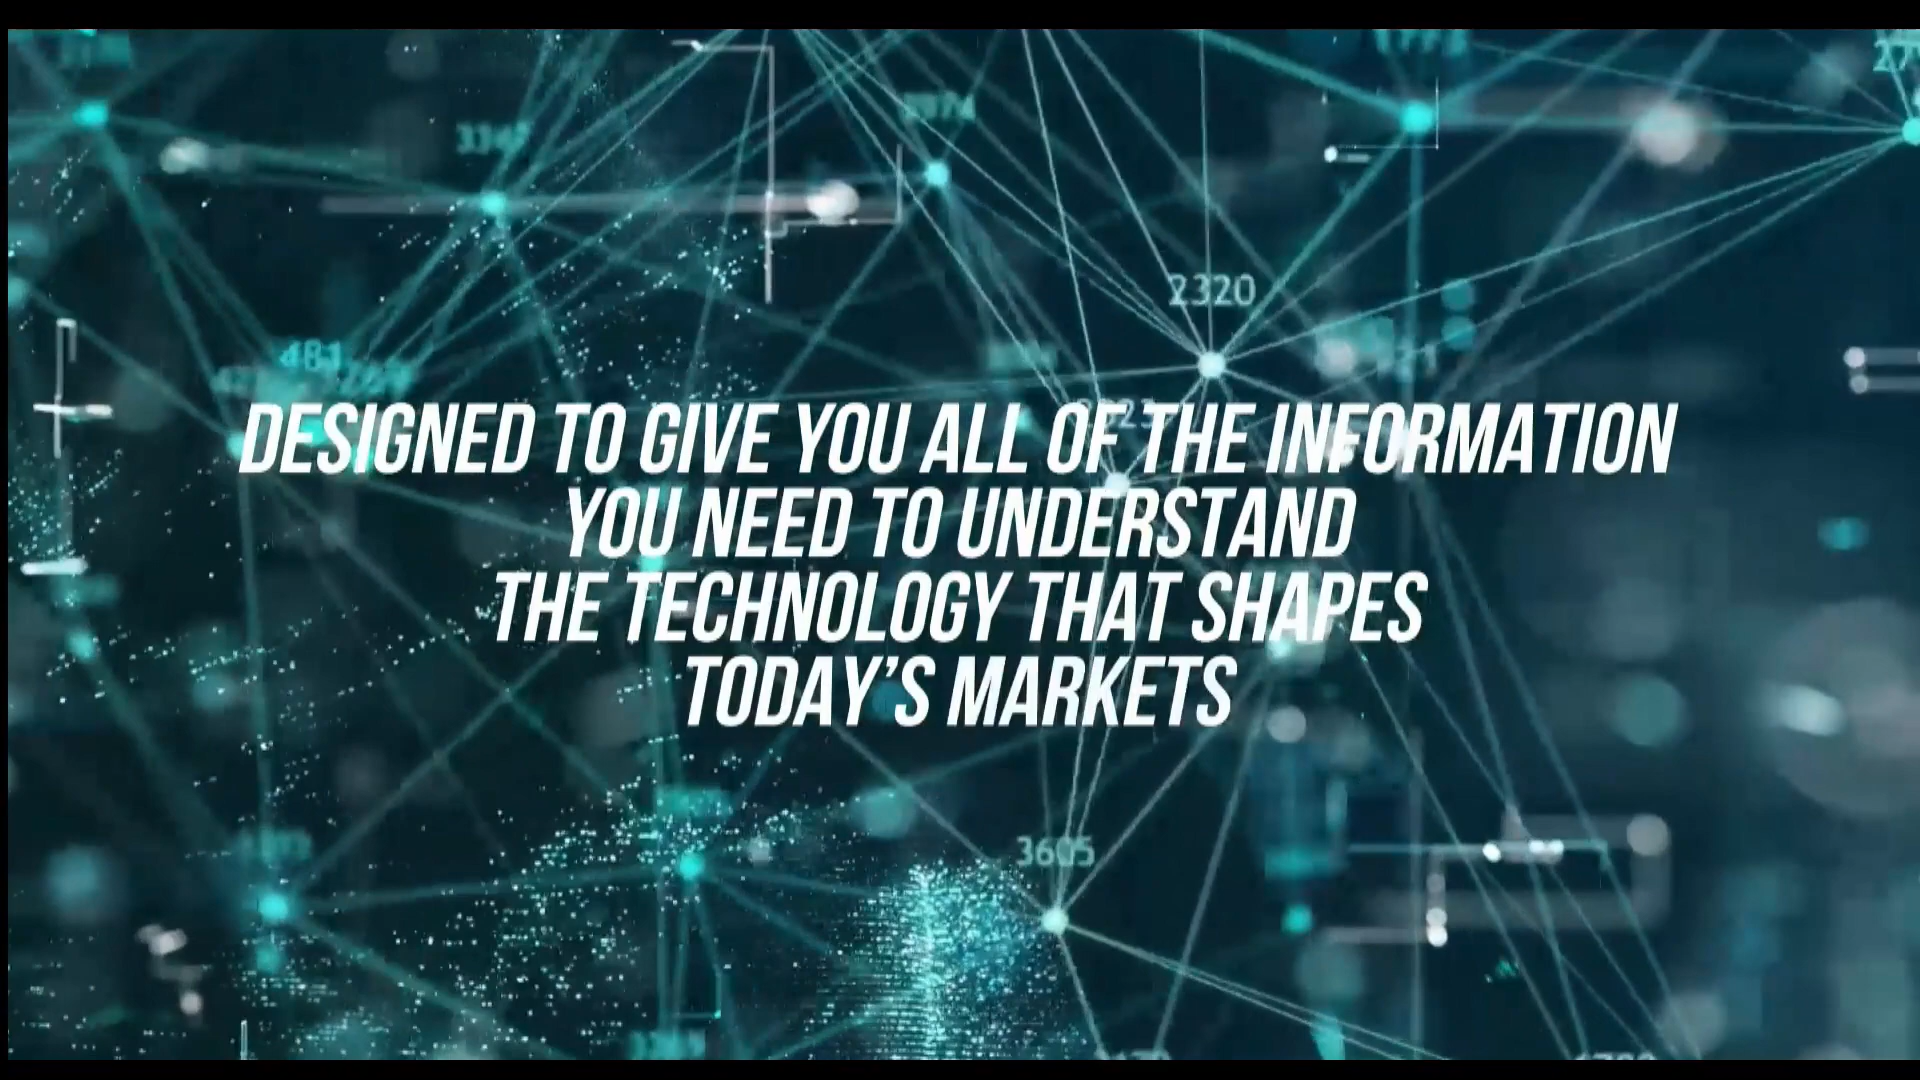 2320
481
DESIGNED TO GIVE YOU ALL OF THE INFORMATION
YOU NEED TO UNDERSTAND
THE TECHNOLOGY THAT SHAPES
TODAY'S MARKETS
3605